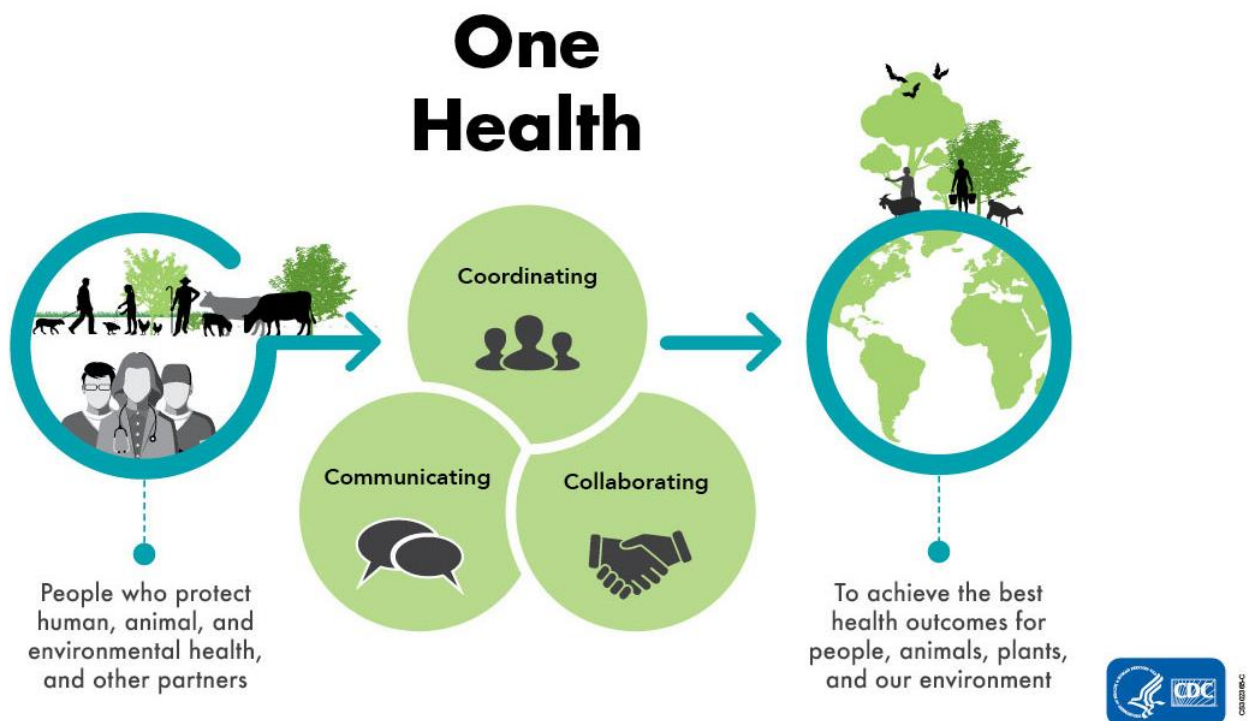 One
Health
Coordinating
Communicating
Collaborating
People who protect
human, animal, and
environmental health,
and other partners
To achieve the best
health outcomes for
people, animals, plants,
and our environment
CDC